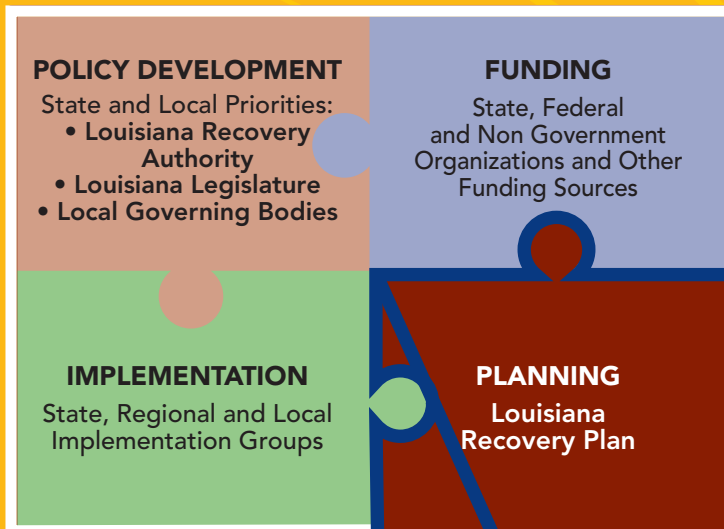 POLICY DEVELOPMENT
State and Local Priorities:
• Louisiana Recovery
Authority
• Louisiana Legislature
• Local Governing Bodies
FUNDING
State, Federal
and Non Government
Organizations and Other
Funding Sources
IMPLEMENTATION
State, Regional and Local
Implementation Groups
PLANNING
Louisiana
Recovery Plan